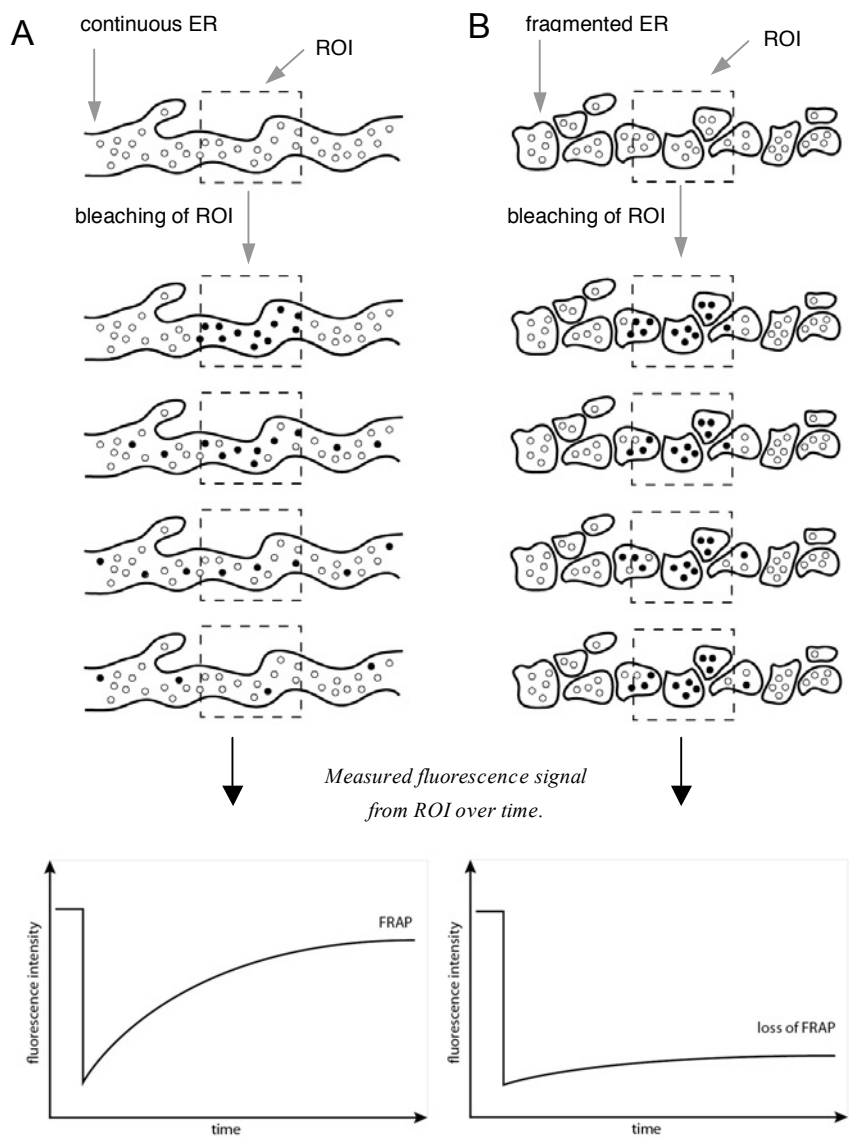 A
continuous ER
ROI
bleaching of ROI
B
fragmented ER
ROI
bleaching of ROI
Measured fluorescence signal
from ROI over time.
fluorescence intensity
FRAP
time
fluorescence intensity
loss of FRAP
time